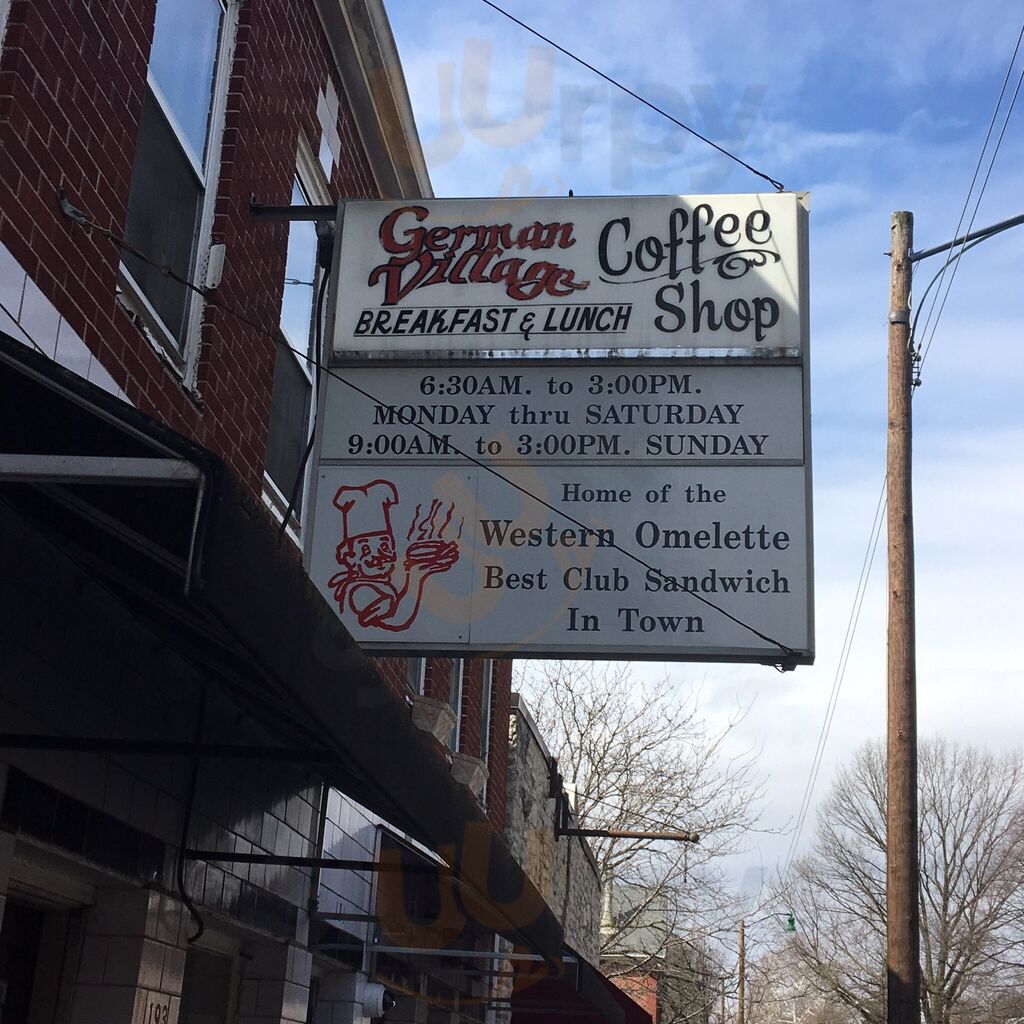 German Village Coffee Shop
BREAKFAST & LUNCH
6:30AM. to 3:00PM.
MONDAY thru SATURDAY
9:00AM. to 3:00PM. SUNDAY
Home of the
Western Omelette
Best Club Sandwich
In Town